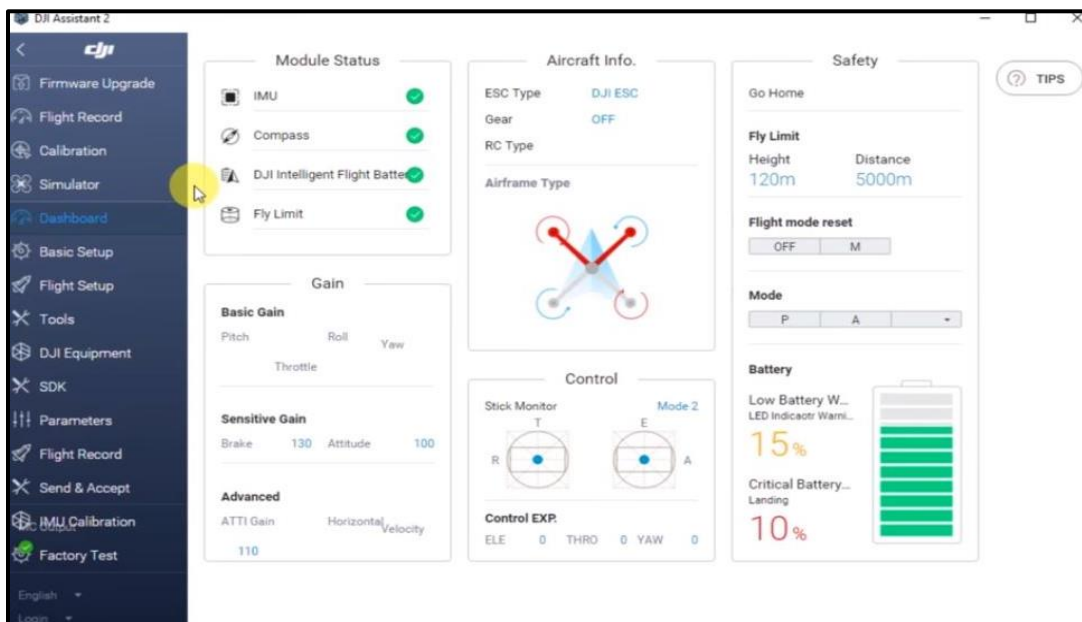 DJI Assistant 2
dji
Firmware Upgrade
Flight Record
Calibration
Simulator
Dashboard
Basic Setup
Flight Setup
Tools
DJI Equipment
SDK
Parameters
Flight Record
Send & Accept
IMU Calibration
Output
Factory Test
English
Login
Module Status
IMU
Compass
DJI Intelligent Flight Batte
Fly Limit
Gain
Basic Gain
Pitch Roll Yaw
Throttle
Sensitive Gain
Brake 130 Attitude 100
Advanced
ATTI Gain Horizontal Velocity
110
Aircraft Info.
ESC Type DJI ESC
Gear OFF
RC Type
Airframe Type
Control
Stick Monitor Mode 2
T E
R A
Control EXP.
ELE 0 THRO 0 YAW 0
Safety
Go Home
Fly Limit
Height Distance
120m 5000m
Flight mode reset
OFF M
Mode
P A -
Battery
Low Battery W...
LED Indicaotr Warni...
15%
Critical Battery...
Landing
10%
TIPS